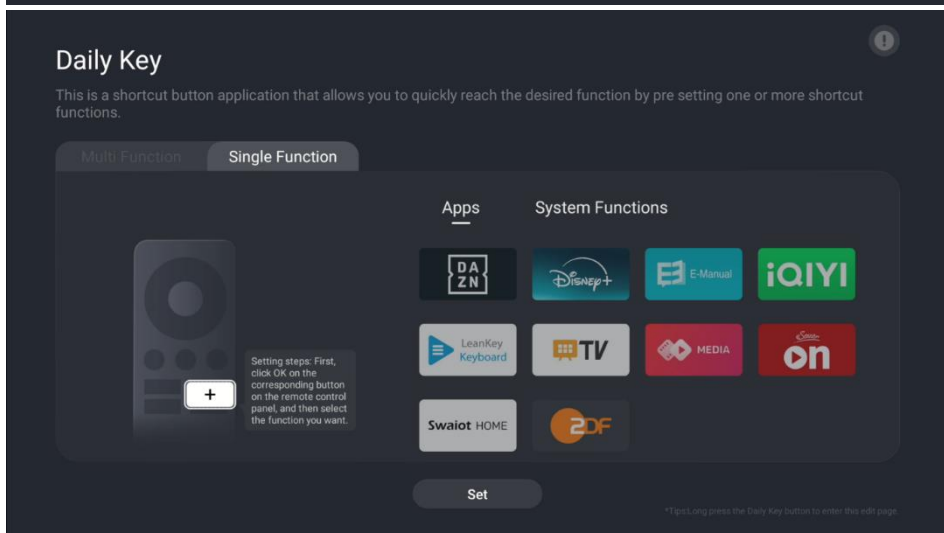 Daily Key
This is a shortcut button application that allows you to quickly reach the desired function by pre setting one or more shortcut
functions.
Multi Function
Single Function
Apps
System Functions
DA
ZN
Disney+
E-Manual
iQIYI
LeanKey
Keyboard
TV
MEDIA
on
Swaiot HOME
2DF
+
Setting steps: First,
click OK on the
corresponding button
on the remote control
panel, and then select
the function you want.
Set
*Tips:Long press the Daily Key button to enter this edit page